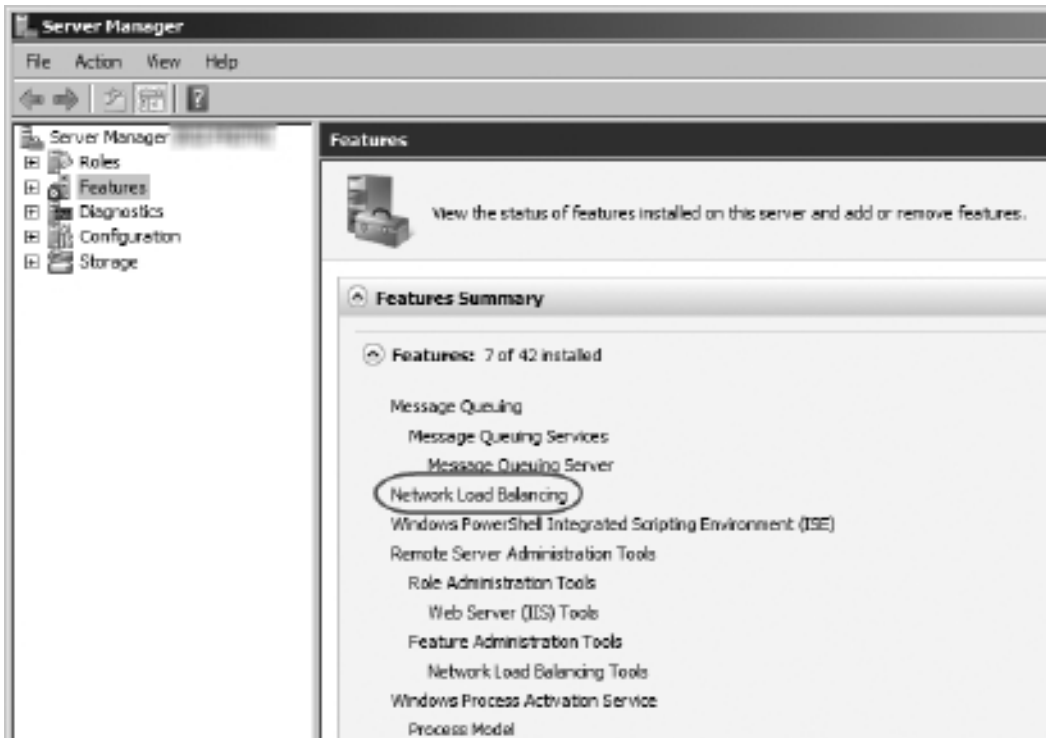 Server Manager
File Action View Help
Server Manager
Roles
Features
Diagnostics
Configuration
Storage
Features
View the status of features installed on this server and add or remove features.
Features Summary
Features: 7 of 42 installed
Message Queuing
Message Queuing Services
Message Queuing Server
Network Load Balancing
Windows PowerShell Integrated Scripting Environment (ISE)
Remote Server Administration Tools
Role Administration Tools
Web Server (IIS) Tools
Feature Administration Tools
Network Load Balancing Tools
Windows Process Activation Service
Process Model